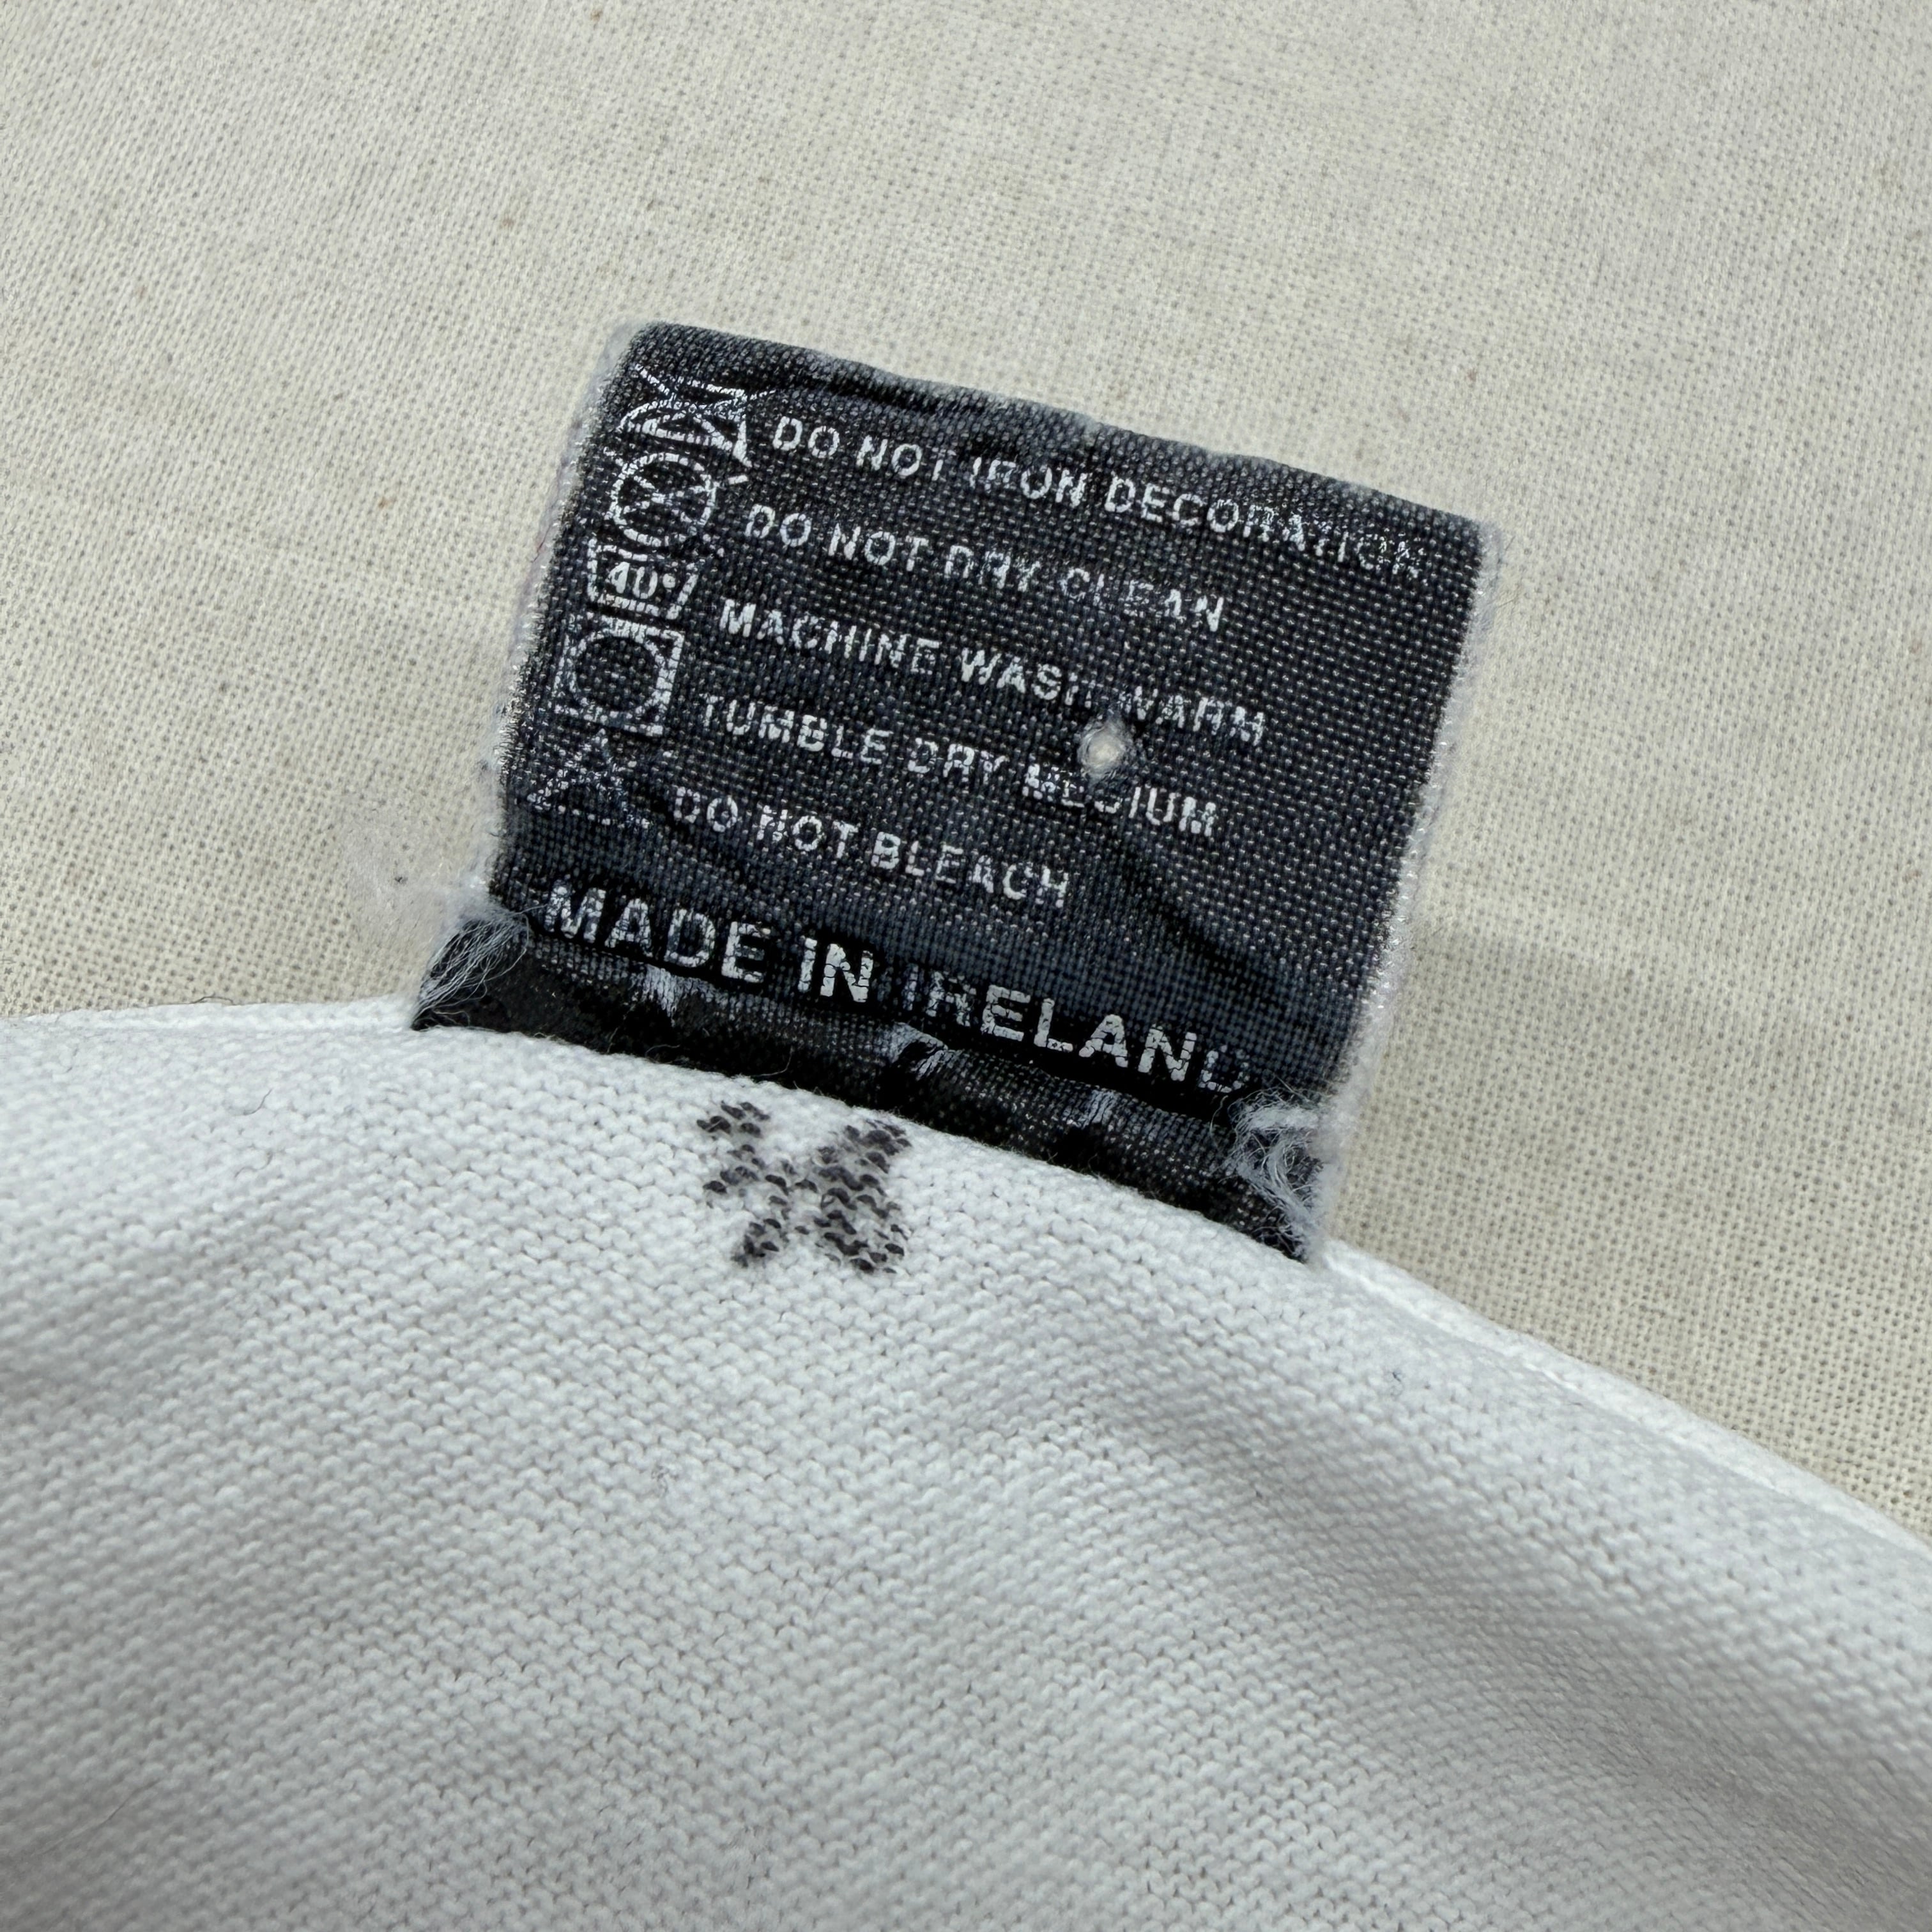 DO NOT IRON DECORATION
DO NOT DRY CLEAN
40° MACHINE WASH WARM
TUMBLE DRY MEDIUM
DO NOT BLEACH
MADE IN IRELAND